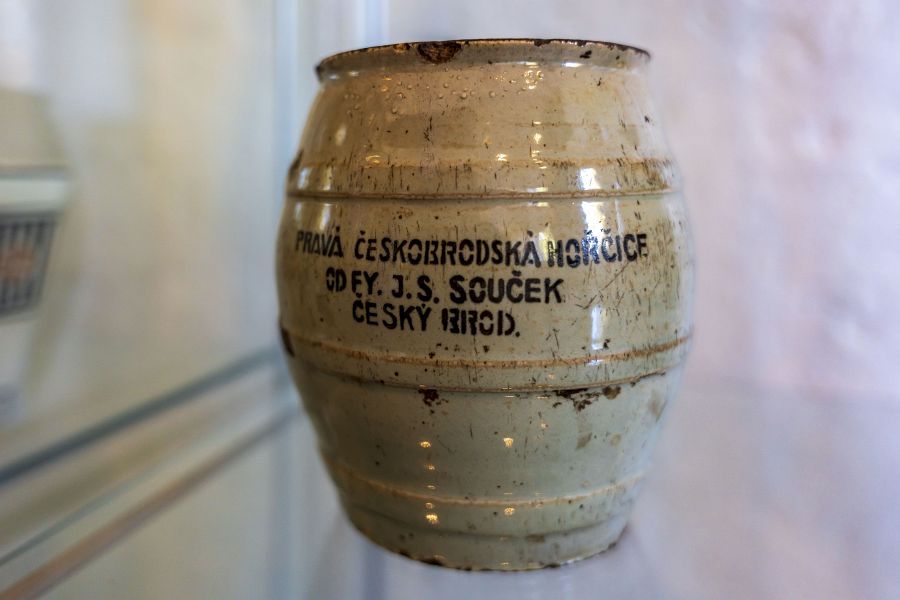 PRAVÁ ČESKOBRODSKÁ HOŘČICE
OD FY. J. S. SOUČEK
ČESKÝ BROD.